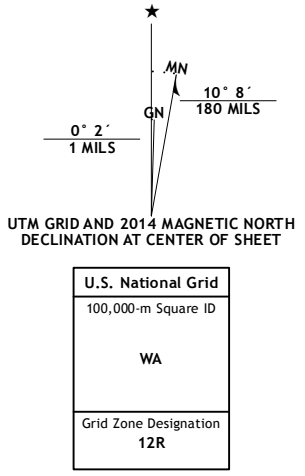 ★
MN
GN
10° 8´
180 MILS
0° 2´
1 MILS
UTM GRID AND 2014 MAGNETIC NORTH
DECLINATION AT CENTER OF SHEET
U.S. National Grid
100,000-m Square ID
WA
Grid Zone Designation
12R